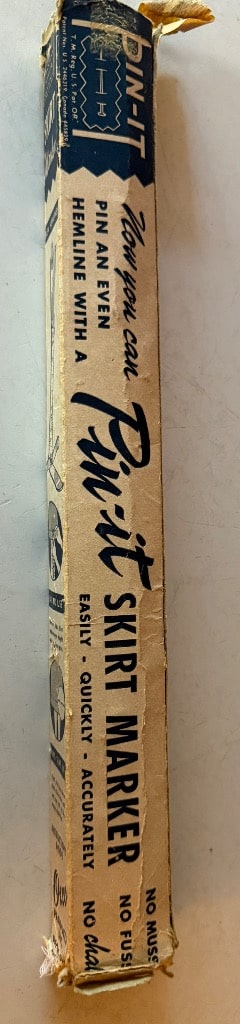 PIN-IT
T. M. Reg. U.S. Pat. Off.
Now you can
PIN AN EVEN
HEMLINE WITH A
Pin-it SKIRT MARKER
EASILY - QUICKLY - ACCURATELY
NO MUSS
NO FUSS
NO